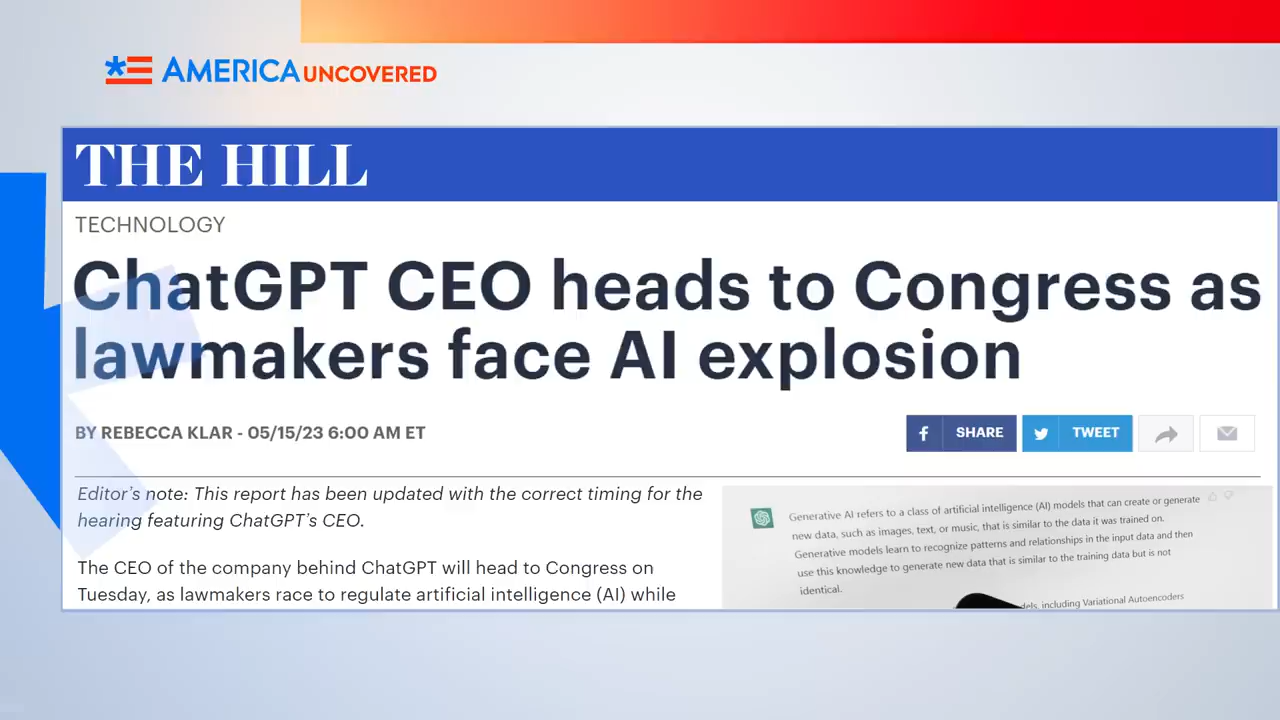 AMERICA UNCOVERED
THE HILL
TECHNOLOGY
ChatGPT CEO heads to Congress as
lawmakers face AI explosion
BY REBECCA KLAR - 05/15/23 6:00 AM ET
SHARE
TWEET
Editor's note: This report has been updated with the correct timing for the
hearing featuring ChatGPT's CEO.
The CEO of the company behind ChatGPT will head to Congress on
Tuesday, as lawmakers race to regulate artificial intelligence (AI) while
Generative AI refers to a class of artificial intelligence (AI) models that can create or generate
new data, such as images, text, or music, that is similar to the data it was trained on.
Generative models learn to recognize patterns and relationships in the input data and then
use this knowledge to generate new data that is similar to the training data but is not
identical.
including Variational Autoencoders